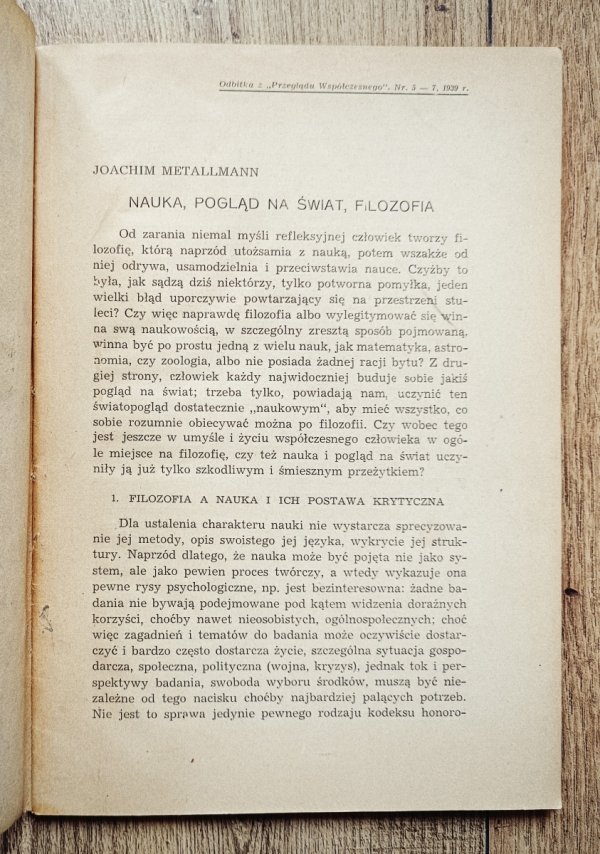 Odbitka z „Przeglądu Współczesnego", Nr. 5 — 7, 1939 r.
JOACHIM METALLMANN
NAUKA, POGLĄD NA ŚWIAT, FILOZOFIA
Od zarania niemal myśli refleksyjnej człowiek tworzy fi-
lozofię, którą naprzód utożsamia z nauką, potem wszakże od
niej odrywa, usamodzielnia i przeciwstawia nauce. Czyżby to
była, jak sądzą dziś niektórzy, tylko potworna pomyłka, jeden
wielki błąd uporczywie powtarzający się na przestrzeni stu-
leci? Czy więc naprawdę filozofia albo wylegitymować się win-
na swą naukowością, w szczególny zresztą sposób pojmowaną,
winna być po prostu jedną z wielu nauk, jak matematyka, astro-
nomia, czy zoologia, albo nie posiada żadnej racji bytu? Z dru-
giej strony, człowiek każdy najwidoczniej buduje sobie jakiś
pogląd na świat; trzeba tylko, powiadają nam, uczynić ten
światopogląd dostatecznie „naukowym", aby mieć wszystko, co
sobie rozumnie obiecywać można po filozofii. Czy wobec tego
jest jeszcze w umyśle i życiu współczesnego człowieka w ogó-
le miejsce na filozofię, czy też nauka i pogląd na świat uczy-
niły ją już tylko szkodliwym i śmiesznym przeżytkiem?
1. FILOZOFIA A NAUKA I ICH POSTAWA KRYTYCZNA
Dla ustalenia charakteru nauki nie wystarcza sprecyzowa-
nie jej metody, opis swoistego jej języka, wykrycie jej struk-
tury. Naprzód dlatego, że nauka może być pojęta nie jako sy-
stem, ale jako pewien proces twórczy, a wtedy wykazuje ona
pewne rysy psychologiczne, np. jest bezinteresowna: żadne ba-
dania nie bywają podejmowane pod kątem widzenia doraźnych
korzyści, choćby nawet nieosobistych, ogólnospołecznych; choć
więc zagadnień i tematów do badania może oczywiście dostar-
czyć i bardzo często dostarcza życie, szczególna sytuacja gospo-
darcza, społeczna, polityczna (wojna, kryzys), jednak tok i per-
spektywy badania, swoboda wyboru środków, muszą być nie-
zależne od tego nacisku choćby najbardziej palących potrzeb.
Nie jest to sprawa jedynie pewnego rodzaju kodeksu honoro-